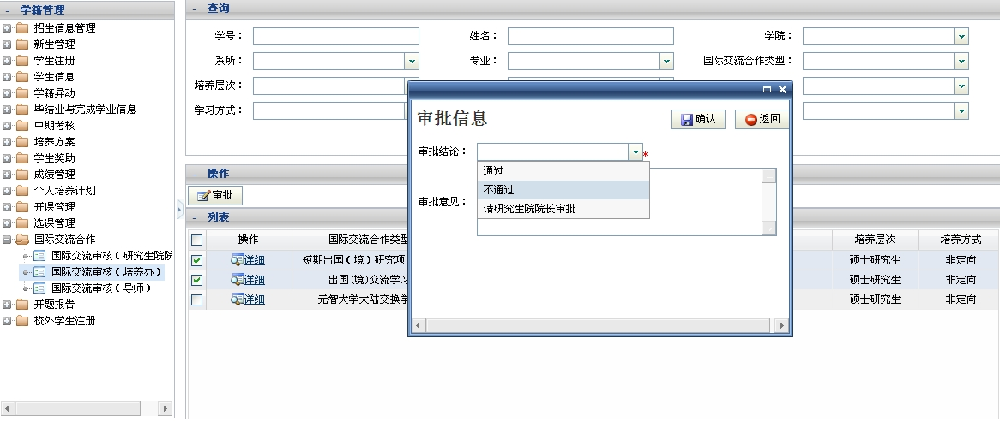 - 学籍管理
招生信息管理
新生管理
学生注册
学生信息
学籍异动
毕结业与完成学业信息
中期考核
培养方案
学生奖助
成绩管理
个人培养计划
开课管理
选课管理
国际交流合作
国际交流审核（研究生院院
国际交流审核（培养办）
国际交流审核（导师）
开题报告
校外学生注册
- 查询
学号： 姓名： 学院：
系所： 专业： 国际交流合作类型：
培养层次：
学习方式：
审批信息 确认 返回
审批结论： *
通过
不通过
请研究生院院长审批
审批意见：
- 操作
审批
- 列表
操作 国际交流合作类型 培养层次 培养方式
详细 短期出国（境）研究项 硕士研究生 非定向
详细 出国(境)交流学习 硕士研究生 非定向
详细 元智大学大陆交换学 硕士研究生 非定向